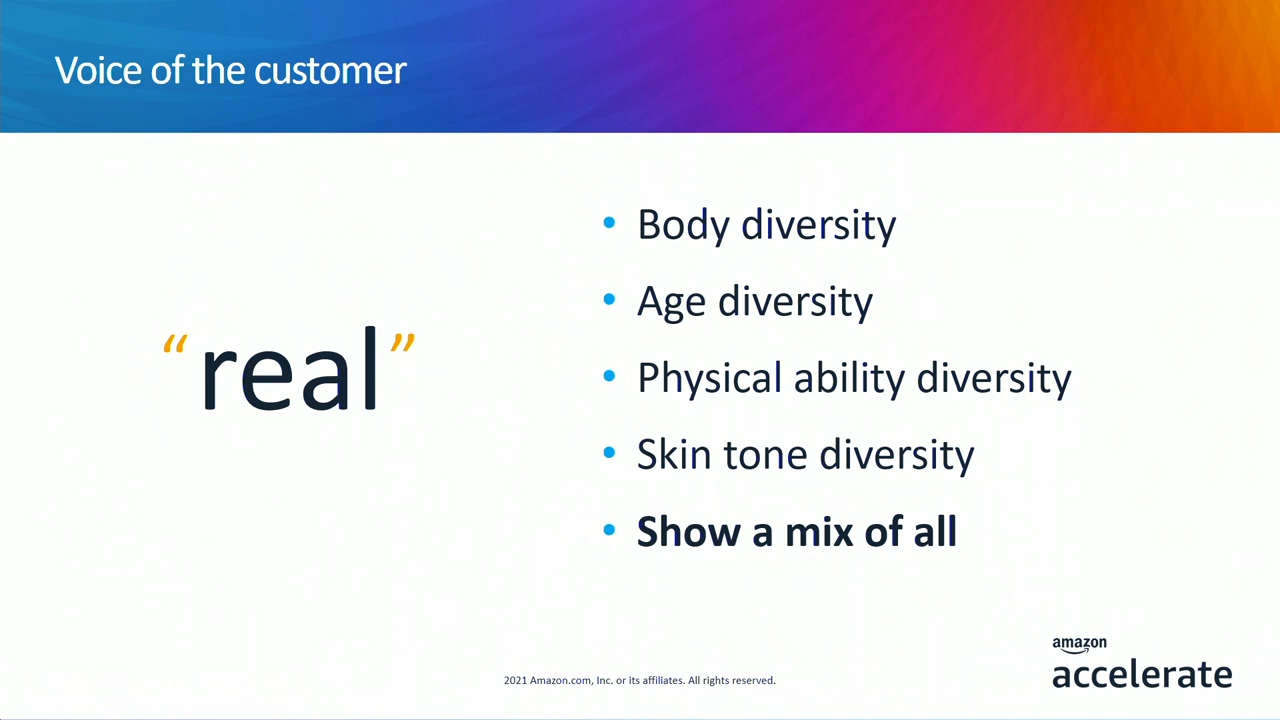 Voice of the customer
“real”
• Body diversity
• Age diversity
• Physical ability diversity
• Skin tone diversity
• Show a mix of all
amazon
accelerate
2021 Amazon.com, Inc. or its affiliates. All rights reserved.